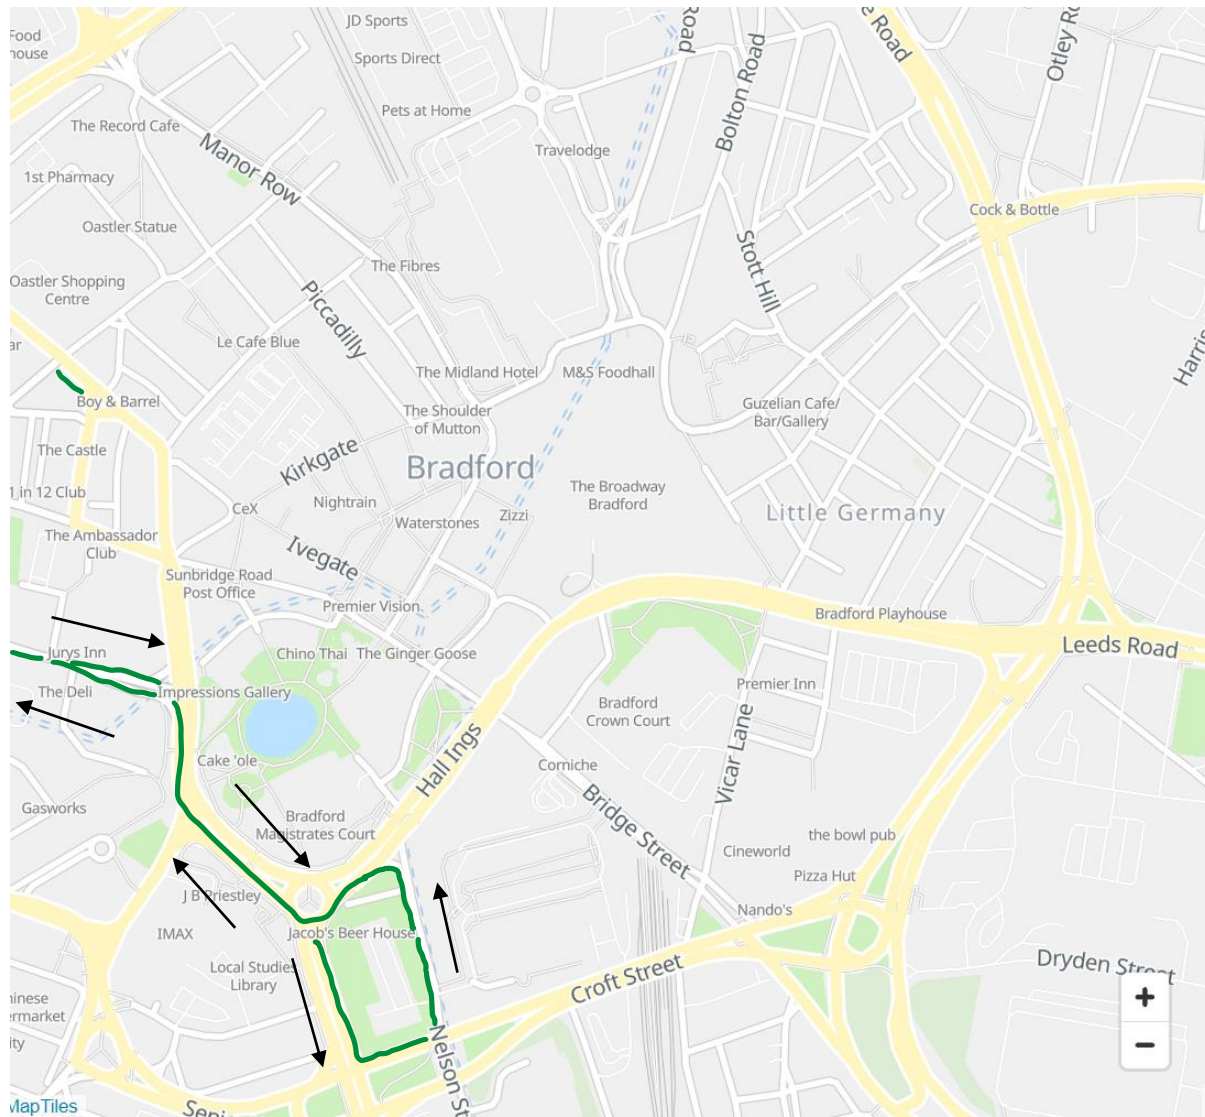 JD Sports
Food
house
e Road
Road
Sports Direct
Otley Ro
Bolton Road
Pets at Home
The Record Cafe
Manor Row
Travelodge
1st Pharmacy
Cock & Bottle
Oastler Statue
Stott Hill
The Fibres
Oastler Shopping
Centre
Piccadilly
Harris
Le Cafe Blue
ar
The Midland Hotel
M&S Foodhall
Boy & Barrel
The Shoulder
of Mutton
Guzelian Cafe/
Bar/Gallery
The Castle
Kirkgate
Bradford
1 in 12 Club
Nightrain
The Broadway
Bradford
CeX
Waterstones
Zizzi
Little Germany
The Ambassador
Club
Ivegate
Sunbridge Road
Post Office
Premier Vision
Bradford Playhouse
Leeds Road
Jurys Inn
Chino Thai
The Ginger Goose
The Deli
Impressions Gallery
Premier Inn
Bradford
Crown Court
Vicar Lane
Hall Ings
Cake 'ole
Corniche
Gasworks
Bradford
Magistrates Court
Bridge Street
the bowl pub
Cineworld
Pizza Hut
J B Priestley
Nando's
IMAX
Jacob's Beer House
Local Studies
Library
Croft Street
Dryden Street
hinese
ermarket
ity
Nelson St
+
−
MapTiles